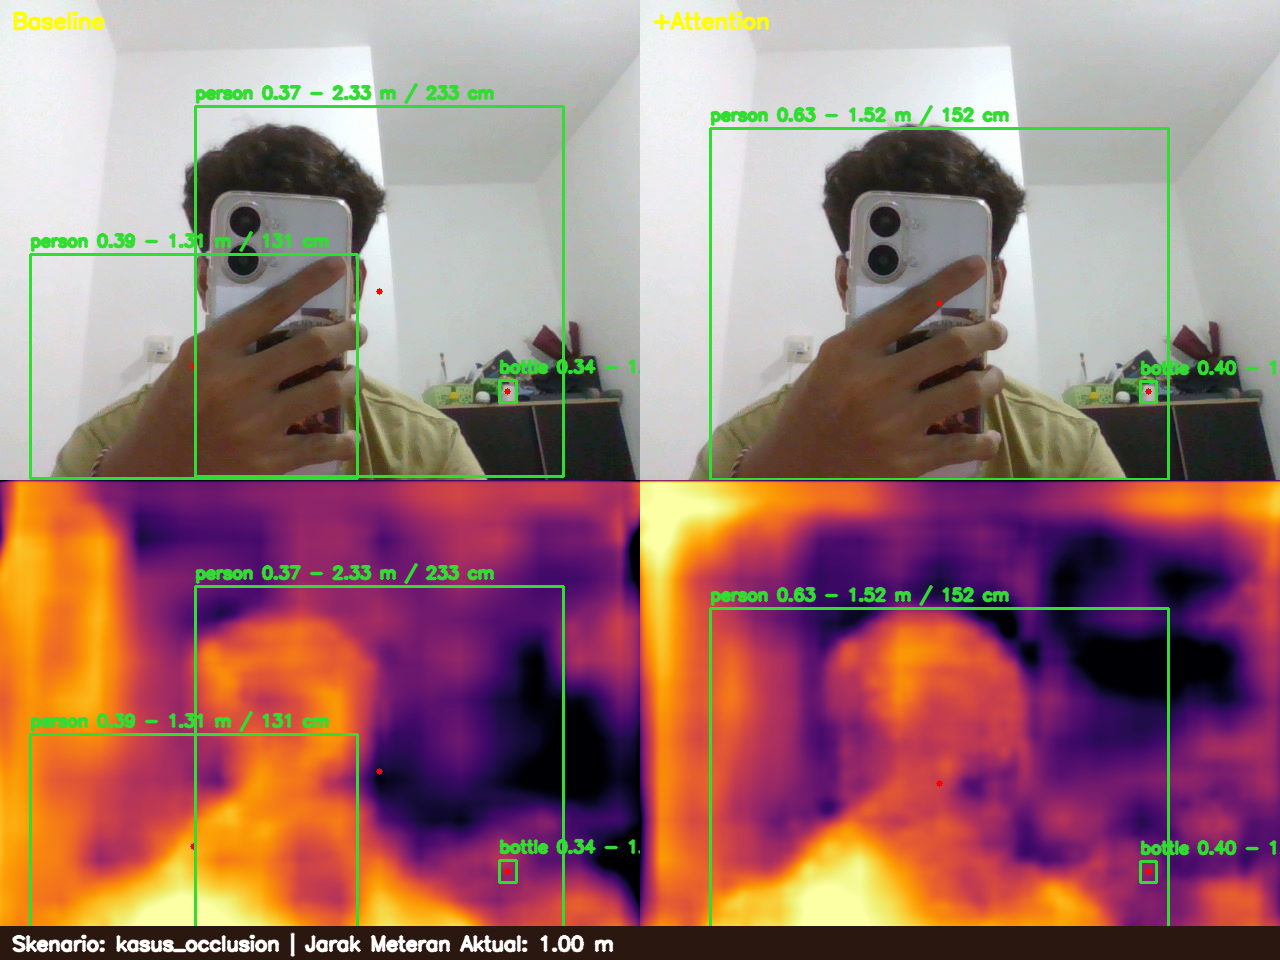 Baseline
+Attention
person 0.37 - 2.33 m / 233 cm
person 0.63 - 1.52 m / 152 cm
person 0.39 - 1.31 m / 131 cm
bottle 0.34 - 1.
bottle 0.40 - 1
person 0.37 - 2.33 m / 233 cm
person 0.63 - 1.52 m / 152 cm
person 0.39 - 1.31 m / 131 cm
bottle 0.34 - 1.
bottle 0.40 - 1
Skenario: kasus_occlusion | Jarak Meteran Aktual: 1.00 m